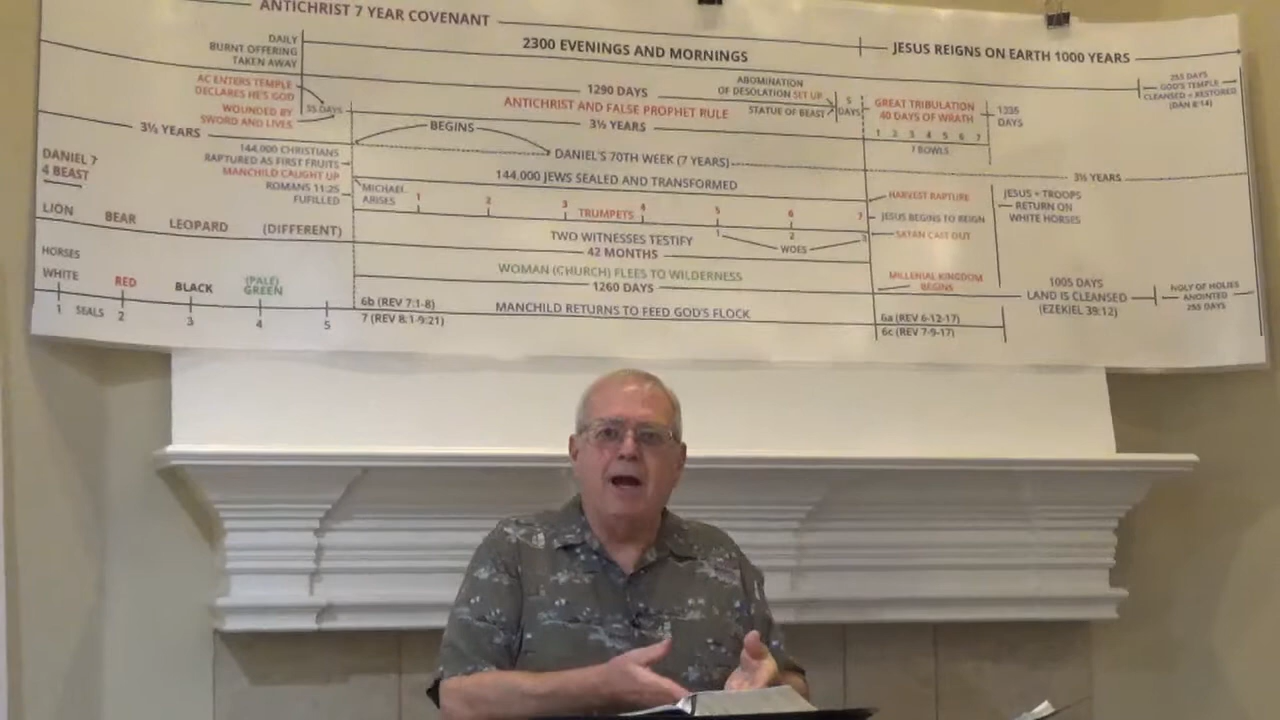 ANTICHRIST 7 YEAR COVENANT
2300 EVENINGS AND MORNINGS
JESUS REIGNS ON EARTH 1000 YEARS
DAILY
BURNT OFFERING
TAKEN AWAY
AC ENTERS TEMPLE
DECLARES HE'S GOD
WOUNDED BY
SWORD AND LIVES
35 DAYS
1290 DAYS
ANTICHRIST AND FALSE PROPHET RULE
ABOMINATION
OF DESOLATION SET UP
STATUE OF BEAST
5
DAYS
GREAT TRIBULATION
40 DAYS OF WRATH
1 2 3 4 5 6 7
7 BOWLS
1335
DAYS
255 DAYS
GOD'S TEMPLE
CLEANSED + RESTORED
(DAN 8:14)
3½ YEARS
BEGINS
3½ YEARS
DANIEL'S 70TH WEEK (7 YEARS)
3½ YEARS
144,000 CHRISTIANS
RAPTURED AS FIRST FRUITS
MANCHILD CAUGHT UP
ROMANS 11:25
FUFILLED
MICHAEL
ARISES
144,000 JEWS SEALED AND TRANSFORMED
1 2 3 4 5 6 7
TRUMPETS
1 2 3
WOES
TWO WITNESSES TESTIFY
42 MONTHS
WOMAN (CHURCH) FLEES TO WILDERNESS
1260 DAYS
MANCHILD RETURNS TO FEED GOD'S FLOCK
HARVEST RAPTURE
JESUS BEGINS TO REIGN
SATAN CAST OUT
MILLENIAL KINGDOM
BEGINS
JESUS + TROOPS
RETURN ON
WHITE HORSES
1005 DAYS
LAND IS CLEANSED
(EZEKIEL 39:12)
HOLY OF HOLIES
ANOINTED
255 DAYS
DANIEL 7
4 BEAST
LION BEAR LEOPARD (DIFFERENT)
HORSES
WHITE RED BLACK (PALE)
GREEN
1 SEALS 2 3 4 5
6b (REV 7:1-8)
7 (REV 8:1-9:21)
6a (REV 6-12-17)
6c (REV 7-9-17)